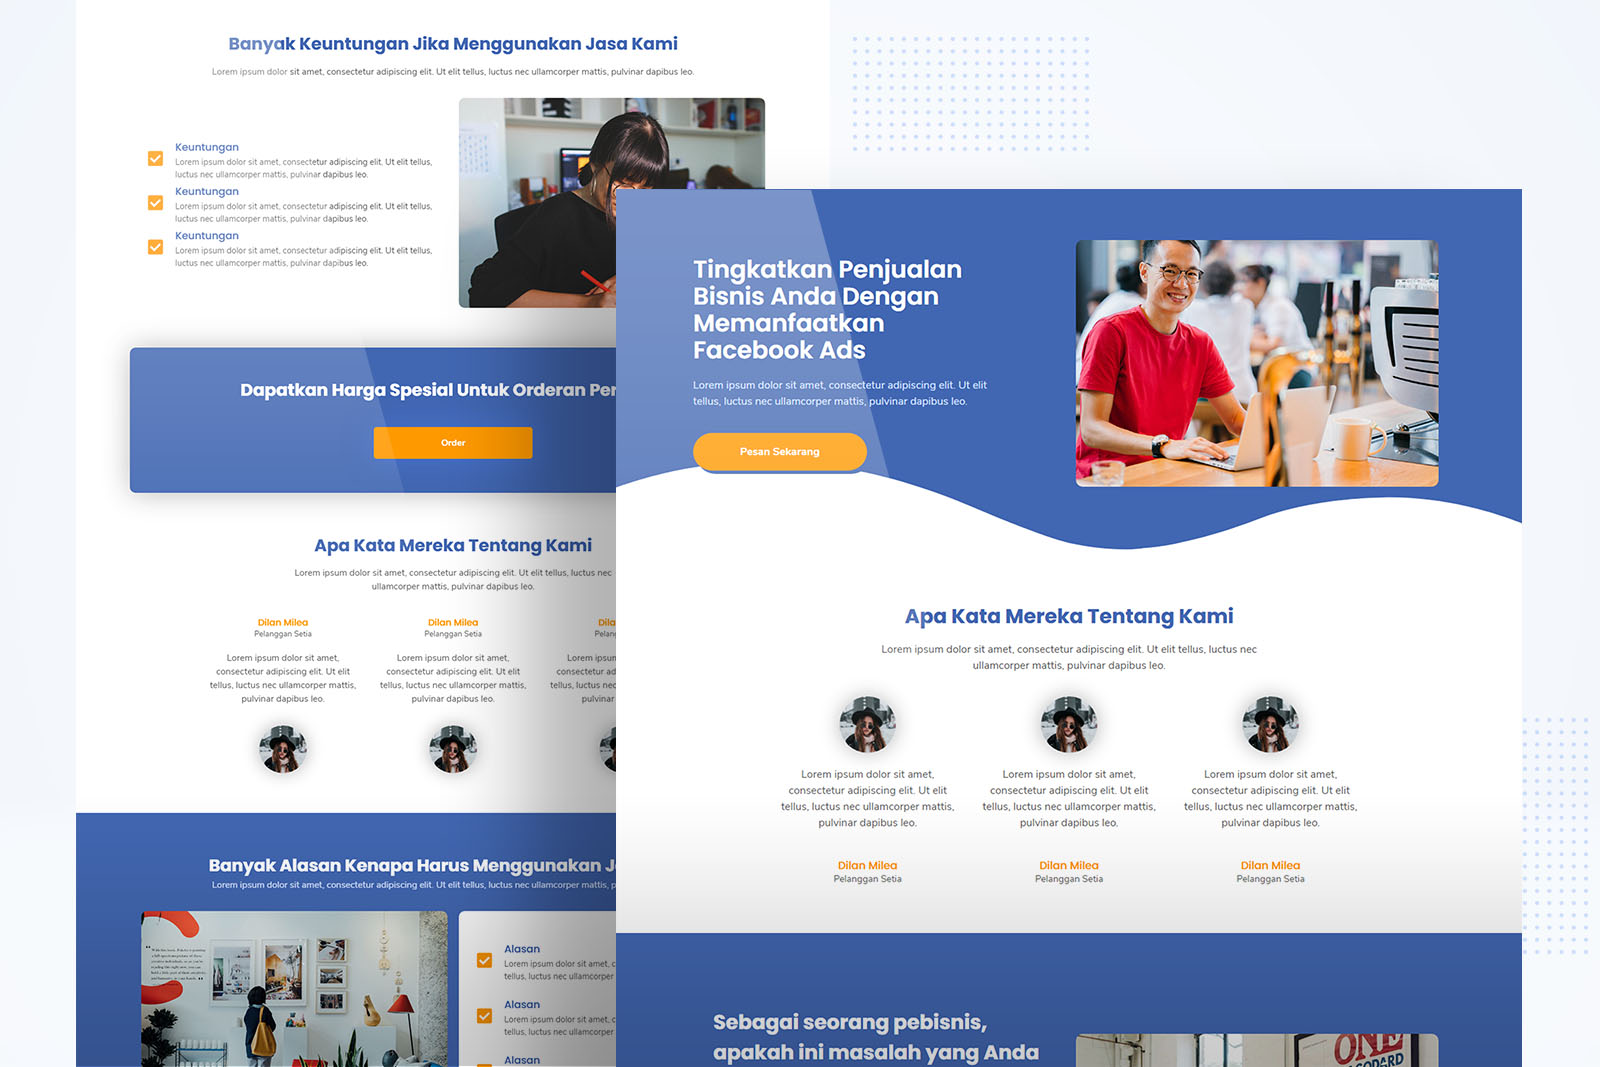 Banyak Keuntungan Jika Menggunakan Jasa Kami
Lorem ipsum dolor sit amet, consectetur adipiscing elit. Ut elit tellus, luctus nec ullamcorper mattis, pulvinar dapibus leo.
Keuntungan
Lorem ipsum dolor sit amet, consectetur adipiscing elit. Ut elit tellus,
luctus nec ullamcorper mattis, pulvinar dapibus leo.
Keuntungan
Lorem ipsum dolor sit amet, consectetur adipiscing elit. Ut elit tellus,
luctus nec ullamcorper mattis, pulvinar dapibus leo.
Keuntungan
Lorem ipsum dolor sit amet, consectetur adipiscing elit. Ut elit tellus,
luctus nec ullamcorper mattis, pulvinar dapibus leo.
Dapatkan Harga Spesial Untuk Orderan Per
Order
Apa Kata Mereka Tentang Kami
Lorem ipsum dolor sit amet, consectetur adipiscing elit. Ut elit tellus, luctus nec
ullamcorper mattis, pulvinar dapibus leo.
Dilan Milea
Pelanggan Setia
Lorem ipsum dolor sit amet,
consectetur adipiscing elit. Ut elit
tellus, luctus nec ullamcorper mattis,
pulvinar dapibus leo.
Dilan Milea
Pelanggan Setia
Lorem ipsum dolor sit amet,
consectetur adipiscing elit. Ut elit
tellus, luctus nec ullamcorper mattis,
pulvinar dapibus leo.
Dila
Pelang
Lorem ipsum
consectetur ad
tellus, luctus nec
pulvinar d
Banyak Alasan Kenapa Harus Menggunakan J
Lorem ipsum dolor sit amet, consectetur adipiscing elit. Ut elit tellus, luctus nec ullamcorper mattis, p
Alasan
Lorem ipsum dolor sit amet, c
tellus, luctus nec ullamcorper
Alasan
Lorem ipsum dolor sit amet, c
tellus, luctus nec ullamcorper
Alasan
Tingkatkan Penjualan
Bisnis Anda Dengan
Memanfaatkan
Facebook Ads
Lorem ipsum dolor sit amet, consectetur adipiscing elit. Ut elit
tellus, luctus nec ullamcorper mattis, pulvinar dapibus leo.
Pesan Sekarang
Apa Kata Mereka Tentang Kami
Lorem ipsum dolor sit amet, consectetur adipiscing elit. Ut elit tellus, luctus nec
ullamcorper mattis, pulvinar dapibus leo.
Lorem ipsum dolor sit amet,
consectetur adipiscing elit. Ut elit
tellus, luctus nec ullamcorper mattis,
pulvinar dapibus leo.
Dilan Milea
Pelanggan Setia
Lorem ipsum dolor sit amet,
consectetur adipiscing elit. Ut elit
tellus, luctus nec ullamcorper mattis,
pulvinar dapibus leo.
Dilan Milea
Pelanggan Setia
Lorem ipsum dolor sit amet,
consectetur adipiscing elit. Ut elit
tellus, luctus nec ullamcorper mattis,
pulvinar dapibus leo.
Dilan Milea
Pelanggan Setia
Sebagai seorang pebisnis,
apakah ini masalah yang Anda
ONE